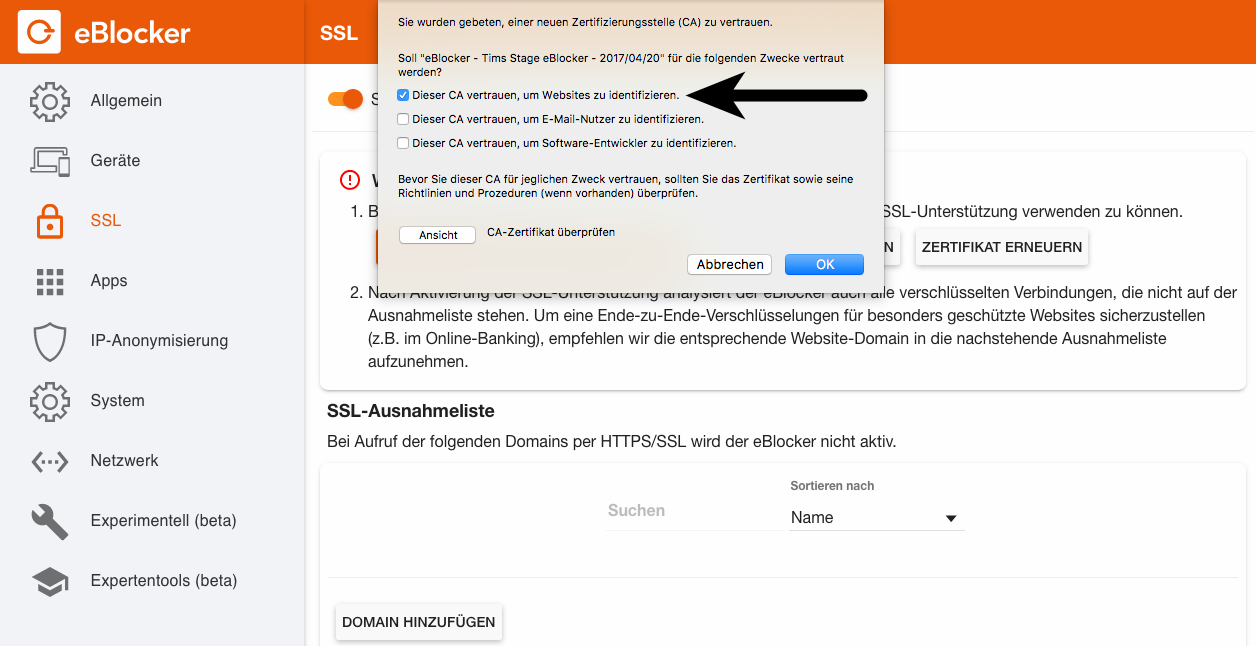 eBlocker
SSL
Allgemein
Geräte
SSL
Apps
IP-Anonymisierung
System
Netzwerk
Experimentell (beta)
Expertentools (beta)
Sie wurden gebeten, einer neuen Zertifizierungsstelle (CA) zu vertrauen.
Soll "eBlocker - Tims Stage eBlocker - 2017/04/20" für die folgenden Zwecke vertraut
werden?
Dieser CA vertrauen, um Websites zu identifizieren.
Dieser CA vertrauen, um E-Mail-Nutzer zu identifizieren.
Dieser CA vertrauen, um Software-Entwickler zu identifizieren.
Bevor Sie dieser CA für jeglichen Zweck vertrauen, sollten Sie das Zertifikat sowie seine
Richtlinien und Prozeduren (wenn vorhanden) überprüfen.
Ansicht CA-Zertifikat überprüfen
Abbrechen OK
1. B SSL-Unterstützung verwenden zu können.
N ZERTIFIKAT ERNEUERN
2. Nach Aktivierung der SSL-Unterstützung analysiert der eBlocker auch alle verschlüsselten Verbindungen, die nicht auf der
Ausnahmeliste stehen. Um eine Ende-zu-Ende-Verschlüsselungen für besonders geschützte Websites sicherzustellen
(z.B. im Online-Banking), empfehlen wir die entsprechende Website-Domain in die nachstehende Ausnahmeliste
aufzunehmen.
SSL-Ausnahmeliste
Bei Aufruf der folgenden Domains per HTTPS/SSL wird der eBlocker nicht aktiv.
Suchen
Sortieren nach
Name
DOMAIN HINZUFÜGEN